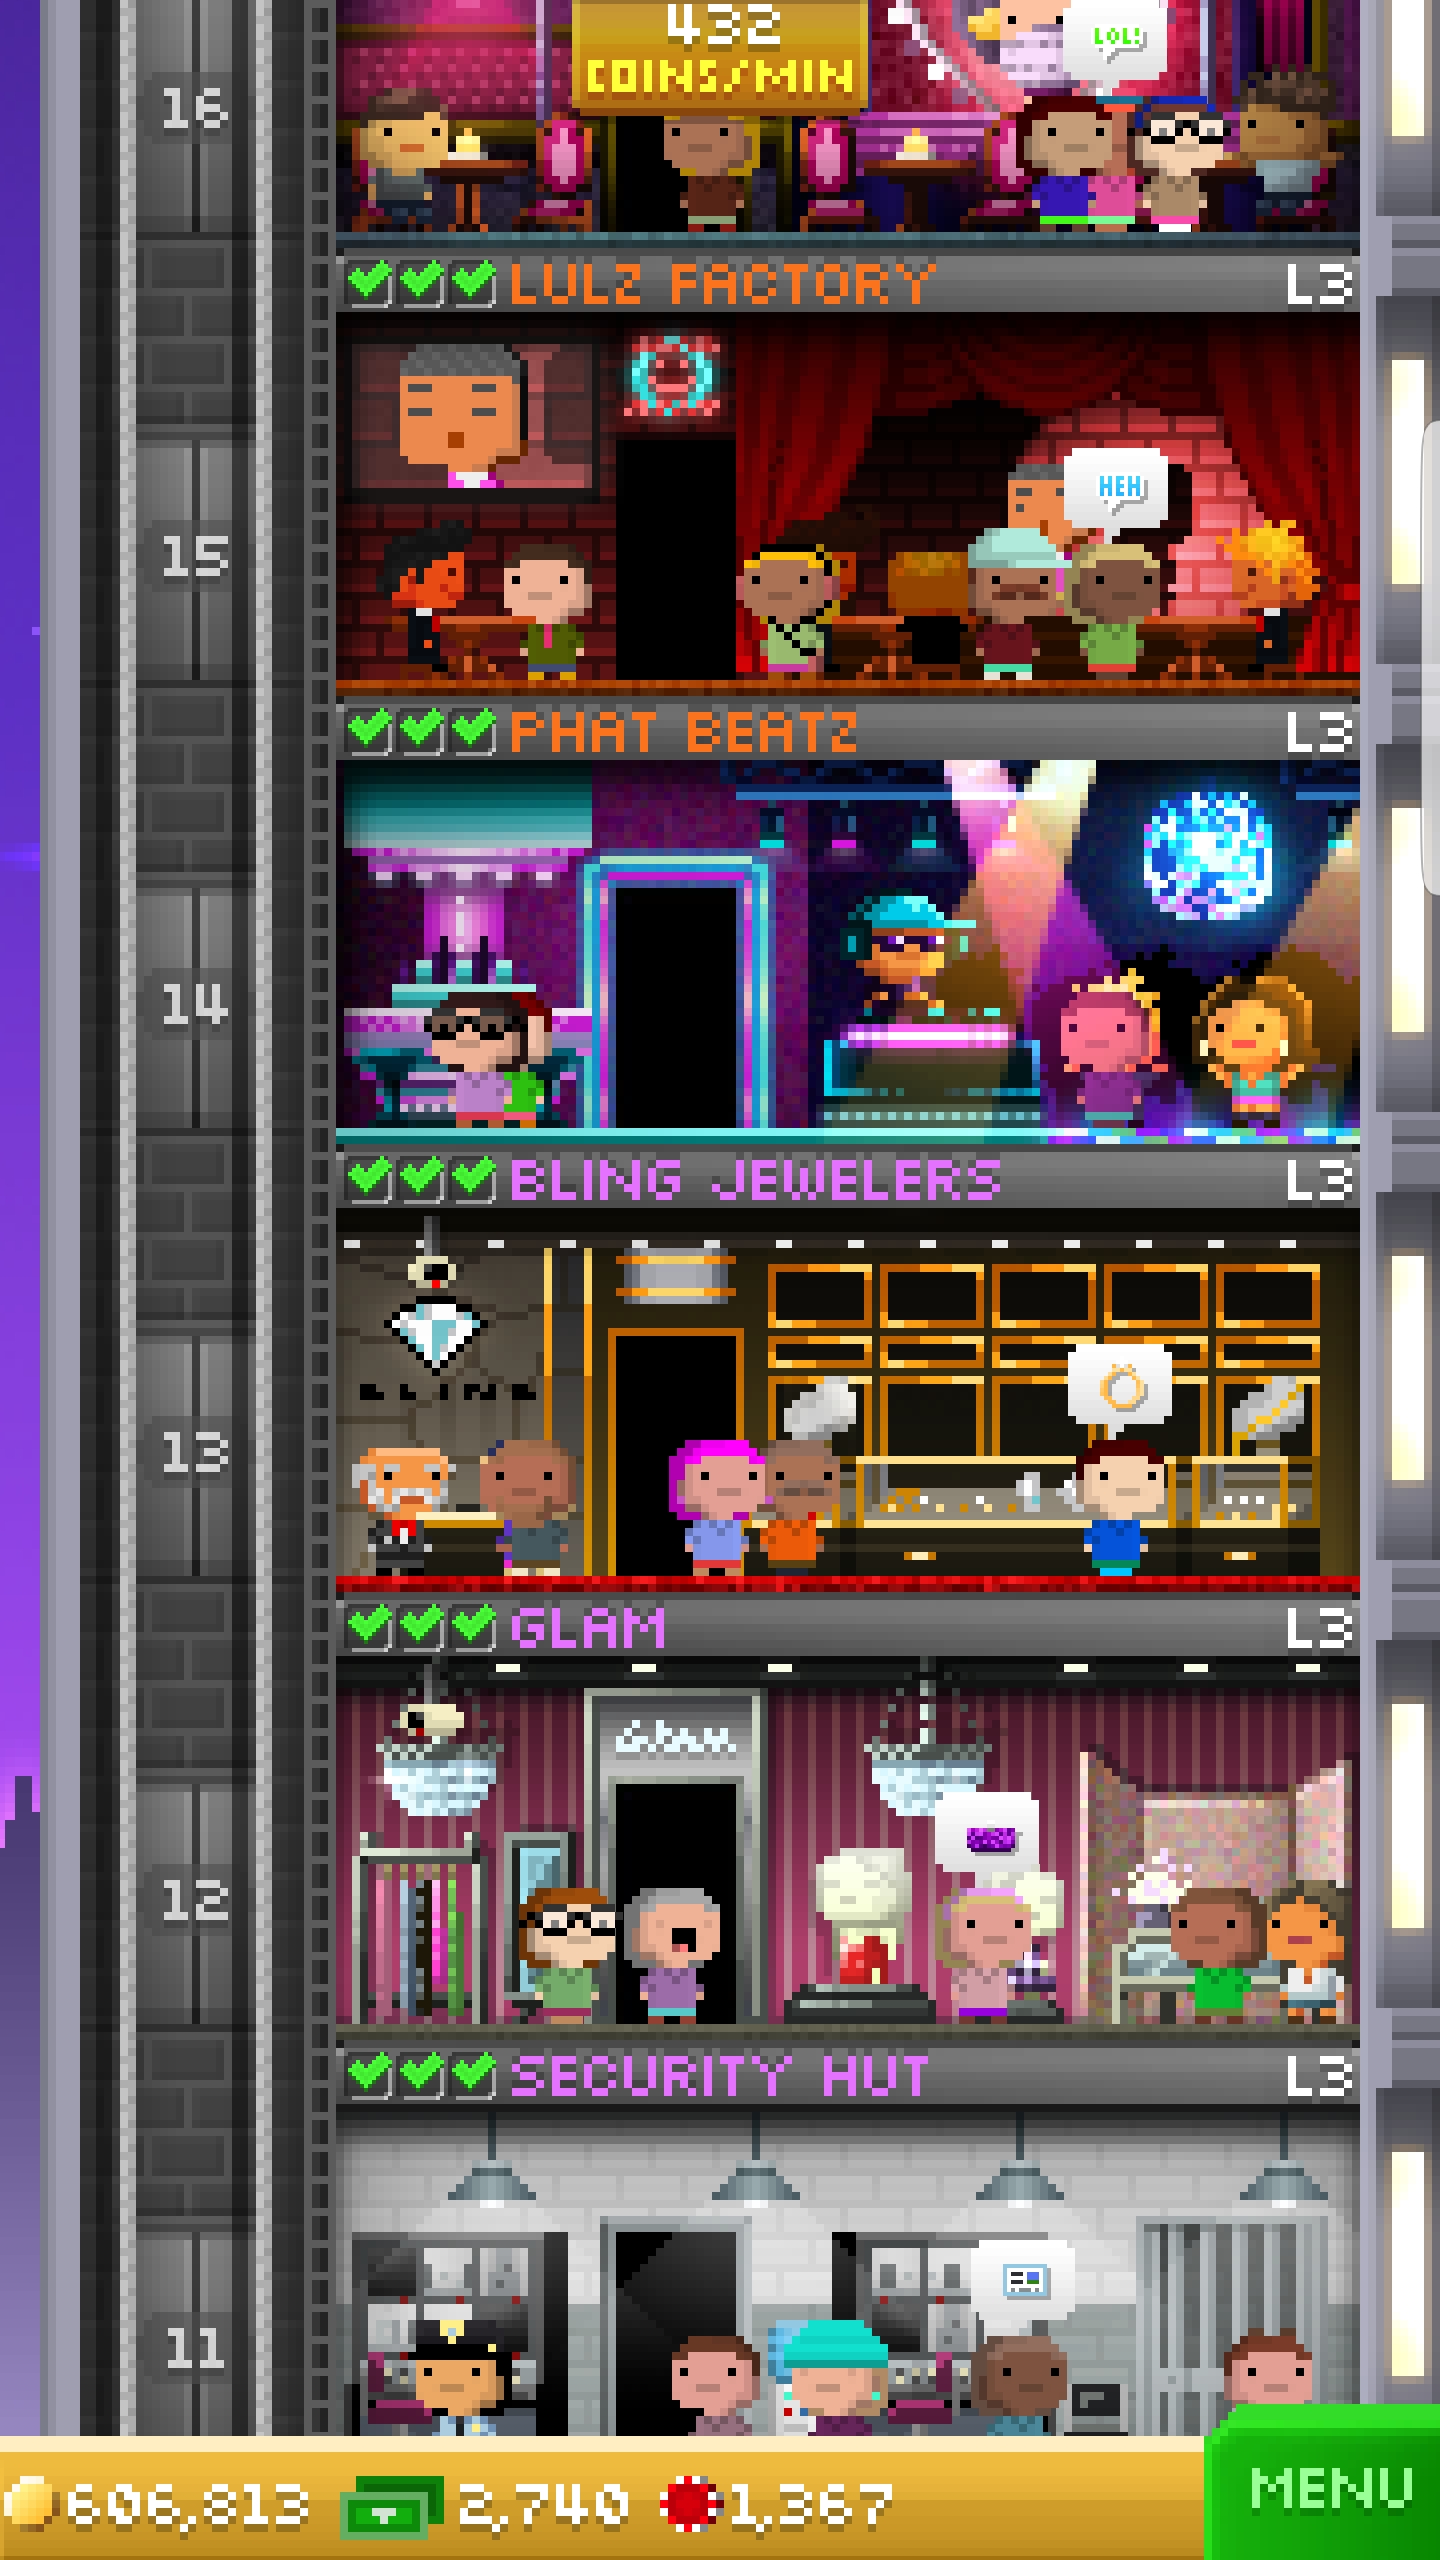 432
COINS/MIN
LOL!
16
LULZ FACTORY L3
HEH
15
PHAT BEATZ L3
14
BLING JEWELERS L3
BLING
13
GLAM L3
Glam
12
SECURITY HUT L3
11
606,813 2,740 1,367
MENU